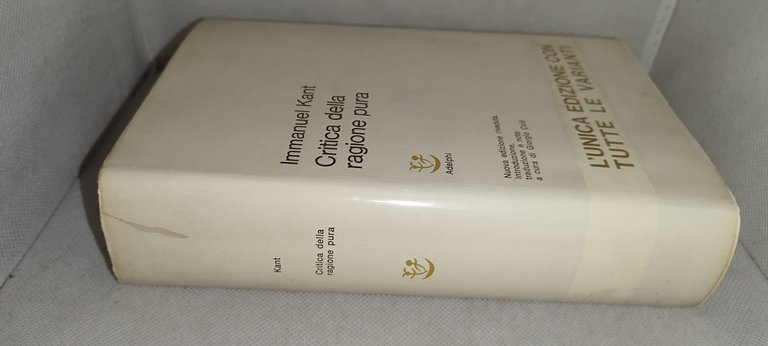 Immanuel Kant
Critica della
ragione pura
Adelphi
Nuova edizione riveduta.
Introduzione,
traduzione e note
a cura di Giorgio Colli
L'UNICA EDIZIONE CON
TUTTE LE VARIANTI
Kant
Critica della
ragione pura